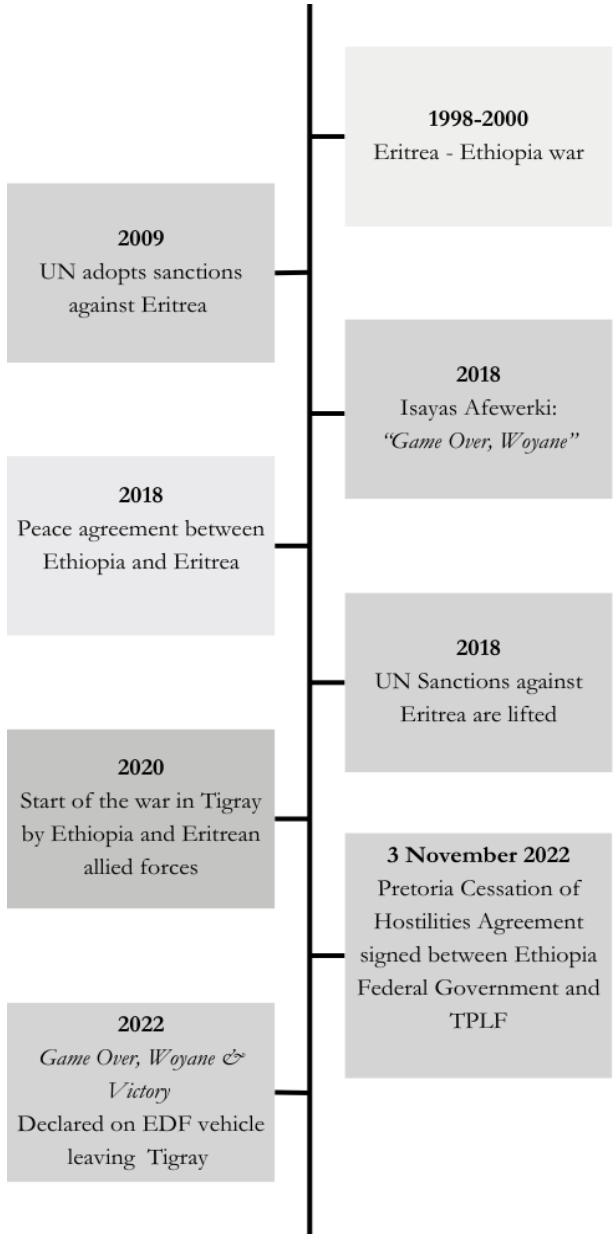 1998-2000
Eritrea - Ethiopia war
2009
UN adopts sanctions
against Eritrea
2018
Isayas Afewerki:
“Game Over, Woyane”
2018
Peace agreement between
Ethiopia and Eritrea
2018
UN Sanctions against
Eritrea are lifted
2020
Start of the war in Tigray
by Ethiopia and Eritrean
allied forces
3 November 2022
Pretoria Cessation of
Hostilities Agreement
signed between Ethiopia
Federal Government and
TPLF
2022
Game Over, Woyane &
Victory
Declared on EDF vehicle
leaving Tigray